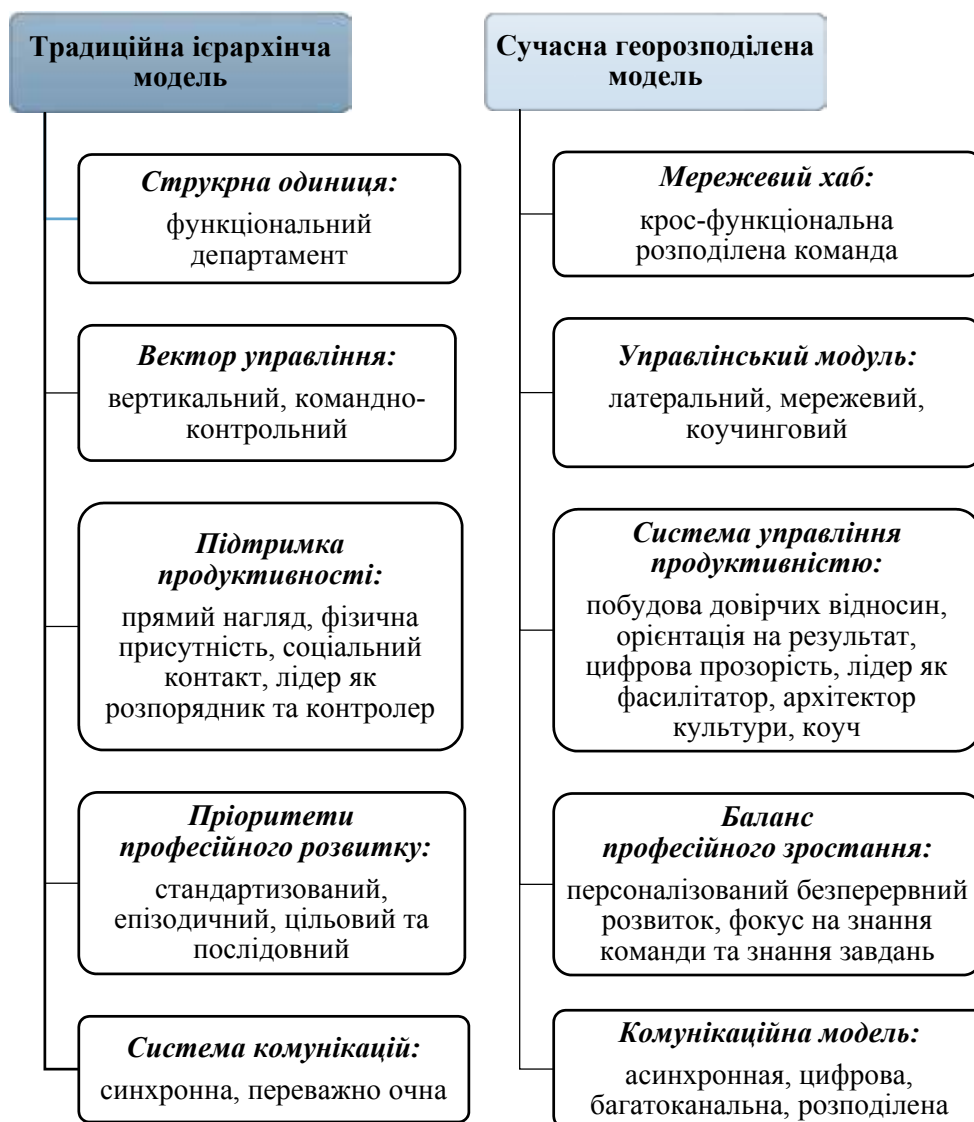 Традиційна ієрархінча
модель
Струкрна одиниця:
функціональний
департамент
Вектор управління:
вертикальний, командно-
контрольний
Підтримка
продуктивності:
прямий нагляд, фізична
присутність, соціальний
контакт, лідер як
розпорядник та контролер
Пріоритети
професійного розвитку:
стандартизований,
епізодичний, цільовий та
послідовний
Система комунікацій:
синхронна, переважно очна
Сучасна георозподілена
модель
Мережевий хаб:
крос-функціональна
розподілена команда
Управлінський модуль:
латеральний, мережевий,
коучинговий
Система управління
продуктивністю:
побудова довірчих відносин,
орієнтація на результат,
цифрова прозорість, лідер як
фасилітатор, архітектор
культури, коуч
Баланс
професійного зростання:
персоналізований безперервний
розвиток, фокус на знання
команди та знання завдань
Комунікаційна модель:
асинхронная, цифрова,
багатоканальна, розподілена